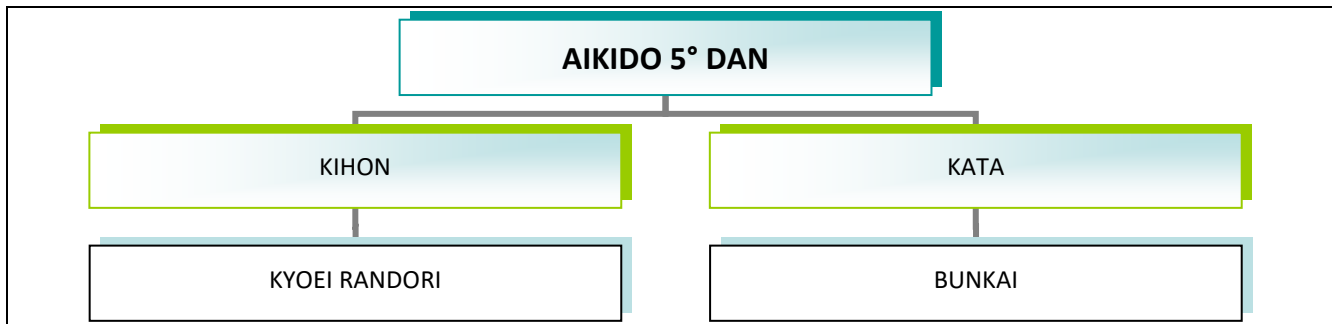 AIKIDO 5° DAN
KIHON
KATA
KYOEI RANDORI
BUNKAI